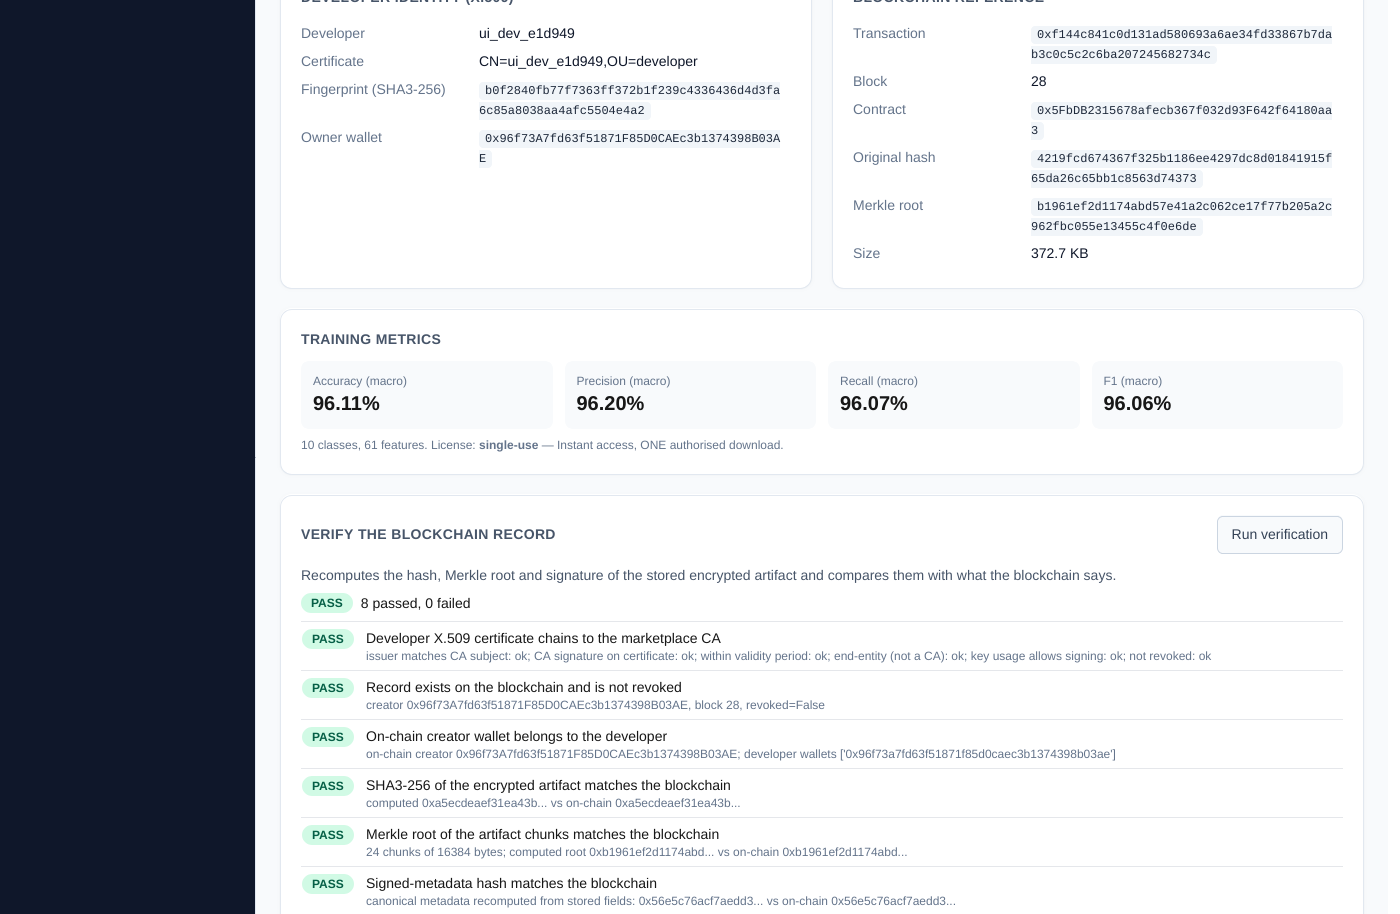 DEVELOPER IDENTITY (X.509)
Developer ui_dev_e1d949
Certificate CN=ui_dev_e1d949,OU=developer
Fingerprint (SHA3-256) b0f2840fb77f7363ff372b1f239c4336436d4d3fa
6c85a8038aa4afc5504e4a2
Owner wallet 0x96f73A7fd63f51871F85D0CAEc3b1374398B03A
E
BLOCKCHAIN REFERENCE
Transaction 0xf144c841c0d131ad580693a6ae34fd33867b7da
b3c0c5c2c6ba207245682734c
Block 28
Contract 0x5FbDB2315678afecb367f032d93F642f64180aa
3
Original hash 4219fcd674367f325b1186ee4297dc8d01841915f
65da26c65bb1c8563d74373
Merkle root b1961ef2d1174abd57e41a2c062ce17f77b205a2c
962fbc055e13455c4f0e6de
Size 372.7 KB
TRAINING METRICS
Accuracy (macro)
96.11%
Precision (macro)
96.20%
Recall (macro)
96.07%
F1 (macro)
96.06%
10 classes, 61 features. License: single-use — Instant access, ONE authorised download.
VERIFY THE BLOCKCHAIN RECORD
Run verification
Recomputes the hash, Merkle root and signature of the stored encrypted artifact and compares them with what the blockchain says.
PASS 8 passed, 0 failed
PASS Developer X.509 certificate chains to the marketplace CA
issuer matches CA subject: ok; CA signature on certificate: ok; within validity period: ok; end-entity (not a CA): ok; key usage allows signing: ok; not revoked: ok
PASS Record exists on the blockchain and is not revoked
creator 0x96f73A7fd63f51871F85D0CAEc3b1374398B03AE, block 28, revoked=False
PASS On-chain creator wallet belongs to the developer
on-chain creator 0x96f73A7fd63f51871F85D0CAEc3b1374398B03AE; developer wallets ['0x96f73a7fd63f51871f85d0caec3b1374398b03ae']
PASS SHA3-256 of the encrypted artifact matches the blockchain
computed 0xa5ecdeaef31ea43b... vs on-chain 0xa5ecdeaef31ea43b...
PASS Merkle root of the artifact chunks matches the blockchain
24 chunks of 16384 bytes; computed root 0xb1961ef2d1174abd... vs on-chain 0xb1961ef2d1174abd...
PASS Signed-metadata hash matches the blockchain
canonical metadata recomputed from stored fields: 0x56e5c76acf7aedd3... vs on-chain 0x56e5c76acf7aedd3...